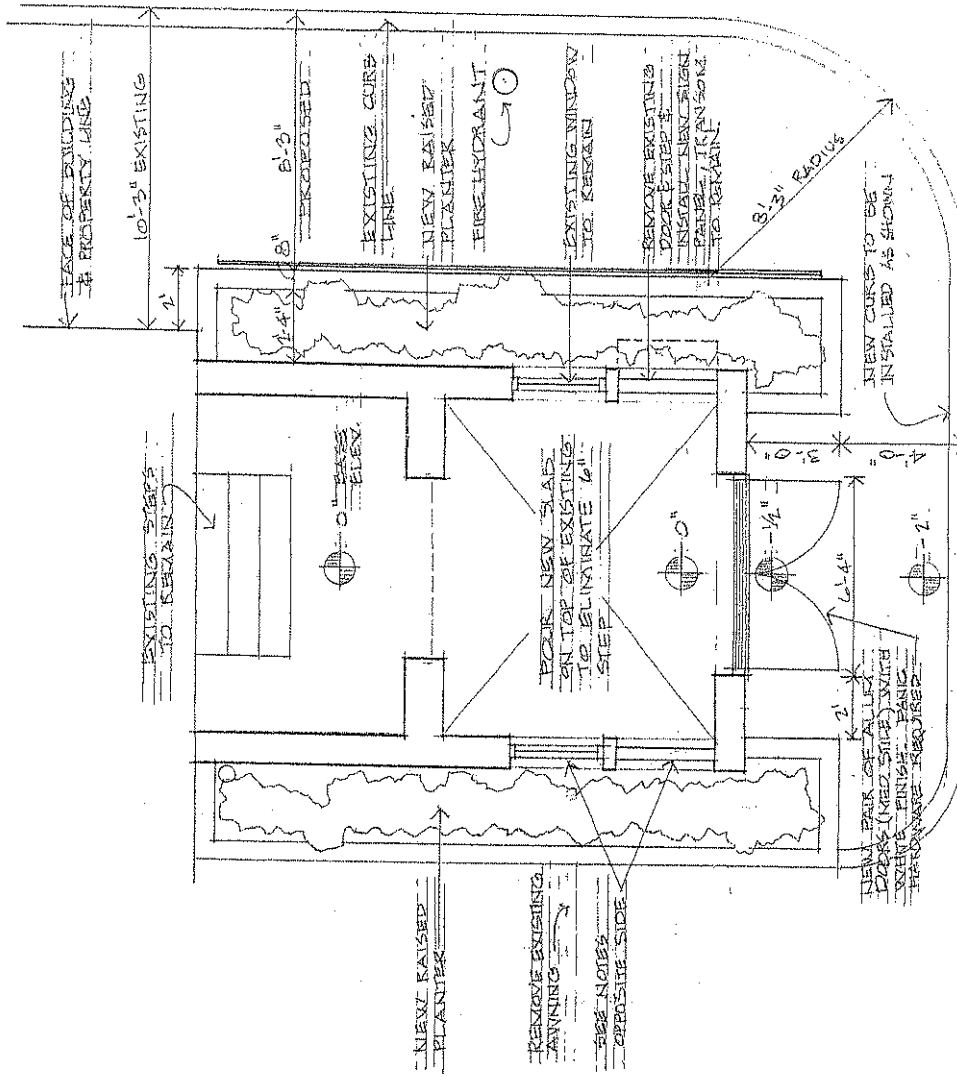 FACE OF BUILDING
& PROPERTY LINE
10'-3" EXISTING
2'
8"
8'-3"
PROPOSED
4'-4"
EXISTING CURB
LINE
NEW RAISED
PLANTER
FIRE HYDRANT
EXISTING WINDOW
TO REMAIN
REMOVE EXISTING
DOOR & STEP &
INSTALL NEW SIGN
PANEL / TRANSOM
TO REMAIN
8'-3" RADIUS
NEW CURB TO BE
INSTALLED AS SHOWN
EXISTING STEPS
TO REMAIN
0"
ELEV.
POUR NEW SLAB
ON TOP OF EXISTING
TO ELIMINATE 6"
STEP
0"
-½"
-2"
3'-0"
4'-0"
6'-4"
2'
NEW PAIR OF ALUM
DOORS (MED STILE) WITH
WHITE FINISH. PANIC
HARDWARE REQUIRED
NEW RAISED
PLANTER
REMOVE EXISTING
AWNING
SEE NOTES
OPPOSITE SIDE